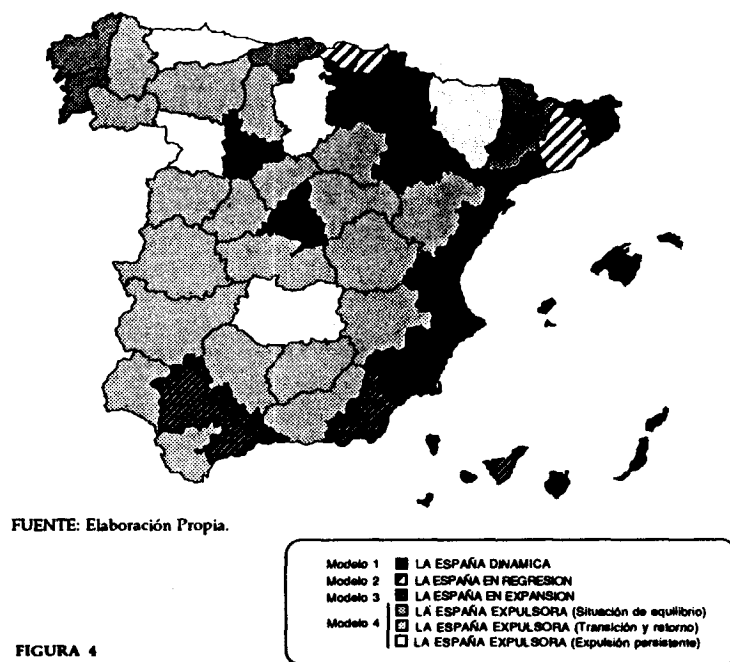 FUENTE: Elaboración Propia.
Modelo 1 LA ESPAÑA DINAMICA
Modelo 2 LA ESPAÑA EN REGRESION
Modelo 3 LA ESPAÑA EN EXPANSION
Modelo 4 LA ESPAÑA EXPULSORA (Situación de equilibrio)
LA ESPAÑA EXPULSORA (Transición y retorno)
LA ESPAÑA EXPULSORA (Expulsión persistente)
FIGURA 4